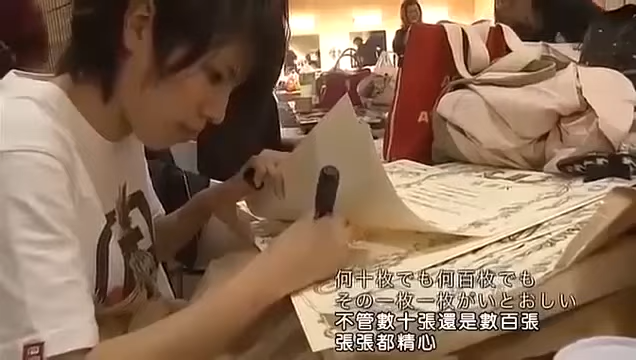 何十枚でも何百枚でも
その一枚一枚がいとおしい
不管數十張還是數百張
張張都精心